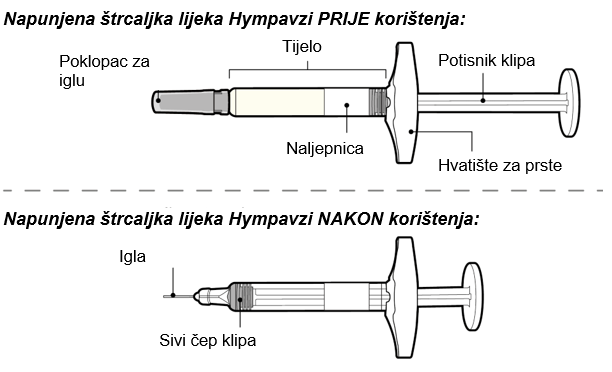 Napunjena štrcaljka lijeka Hympavzi PRIJE korištenja:
Poklopac za
iglu
Tijelo
Potisnik klipa
Naljepnica
Hvatište za prste
Napunjena štrcaljka lijeka Hympavzi NAKON korištenja:
Igla
Sivi čep klipa